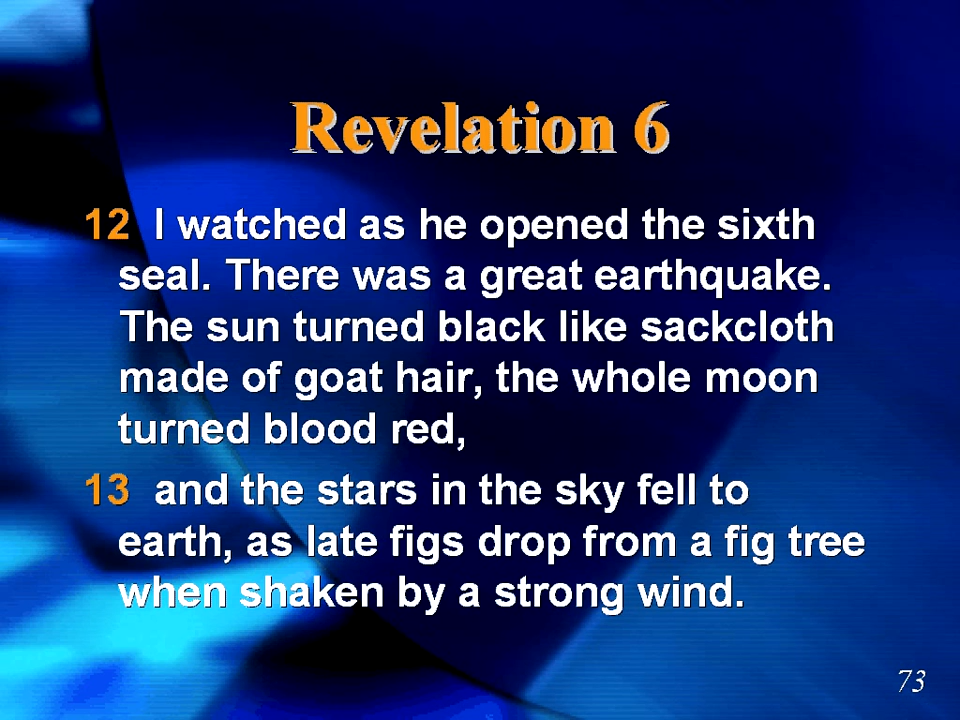 Revelation 6
12 I watched as he opened the sixth
seal. There was a great earthquake.
The sun turned black like sackcloth
made of goat hair, the whole moon
turned blood red,
13 and the stars in the sky fell to
earth, as late figs drop from a fig tree
when shaken by a strong wind.
73